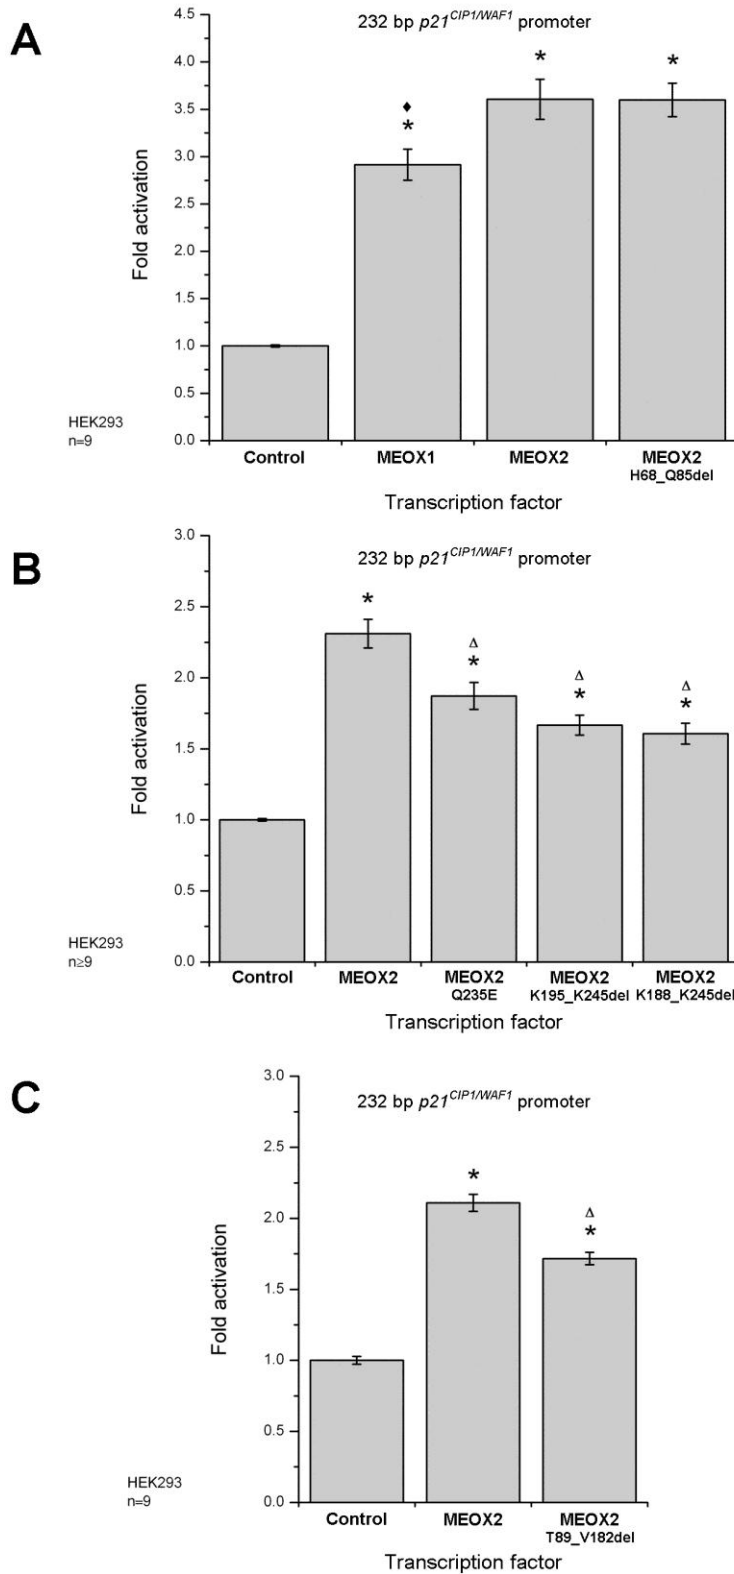 A
232 bp p21CIP1/WAF1 promoter
4.5
4.0
3.5
3.0
2.5
2.0
1.5
1.0
0.5
0.0
Fold activation
♦
*
*
*
HEK293
n=9
Control MEOX1 MEOX2 MEOX2
H68_Q85del
Transcription factor
B
232 bp p21CIP1/WAF1 promoter
3.0
2.5
2.0
1.5
1.0
0.5
0.0
Fold activation
*
Δ
*
Δ
*
Δ
*
HEK293
n≥9
Control MEOX2 MEOX2 MEOX2 MEOX2
Q235E K195_K245del K188_K245del
Transcription factor
C
232 bp p21CIP1/WAF1 promoter
3.0
2.5
2.0
1.5
1.0
0.5
0.0
Fold activation
*
Δ
*
HEK293
n=9
Control MEOX2 MEOX2
T89_V182del
Transcription factor